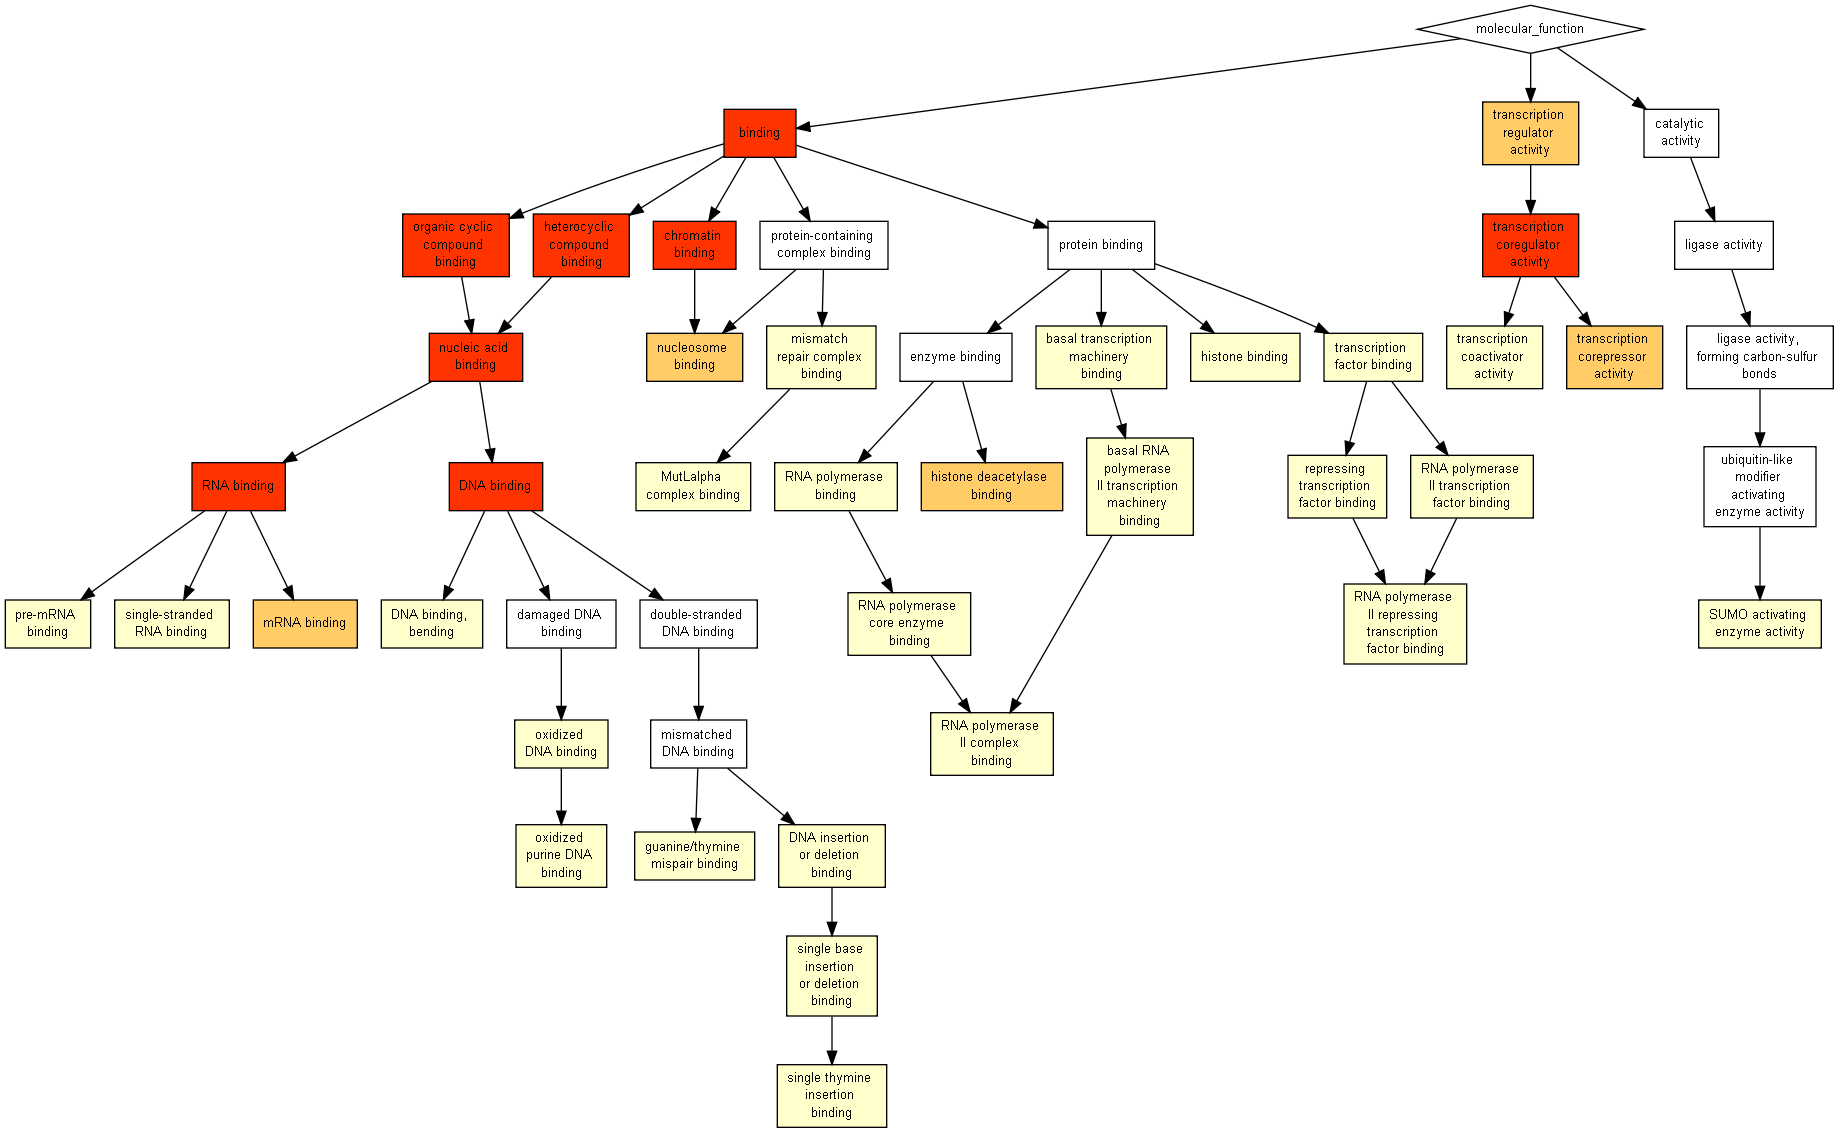 molecular_function
binding
transcription
regulator
activity
catalytic
activity
organic cyclic
compound
binding
heterocyclic
compound
binding
chromatin
binding
protein-containing
complex binding
protein binding
transcription
coregulator
activity
ligase activity
nucleic acid
binding
nucleosome
binding
mismatch
repair complex
binding
enzyme binding
basal transcription
machinery
binding
histone binding
transcription
factor binding
transcription
coactivator
activity
transcription
corepressor
activity
ligase activity,
forming carbon-sulfur
bonds
RNA binding
DNA binding
MutLalpha
complex binding
RNA polymerase
binding
histone deacetylase
binding
basal RNA
polymerase
II transcription
machinery
binding
repressing
transcription
factor binding
RNA polymerase
II transcription
factor binding
ubiquitin-like
modifier
activating
enzyme activity
pre-mRNA
binding
single-stranded
RNA binding
mRNA binding
DNA binding,
bending
damaged DNA
binding
double-stranded
DNA binding
RNA polymerase
core enzyme
binding
RNA polymerase
II repressing
transcription
factor binding
SUMO activating
enzyme activity
oxidized
DNA binding
mismatched
DNA binding
RNA polymerase
II complex
binding
oxidized
purine DNA
binding
guanine/thymine
mispair binding
DNA insertion
or deletion
binding
single base
insertion
or deletion
binding
single thymine
insertion
binding